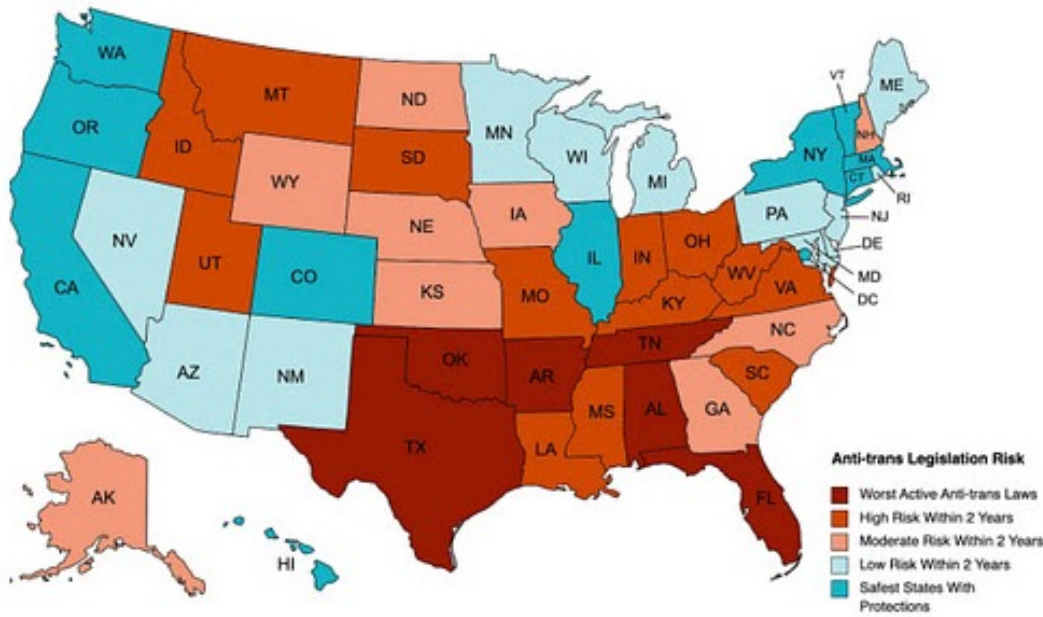 WA
OR
CA
NV
ID
MT
WY
UT
CO
AZ
NM
ND
SD
NE
KS
OK
TX
MN
IA
MO
AR
LA
WI
IL
MI
IN
OH
KY
TN
MS
AL
GA
FL
SC
NC
VA
WV
PA
NY
VT
NH
ME
MA
CT
RI
NJ
DE
MD
DC
AK
HI
Anti-trans Legislation Risk
Worst Active Anti-trans Laws
High Risk Within 2 Years
Moderate Risk Within 2 Years
Low Risk Within 2 Years
Safest States With
Protections